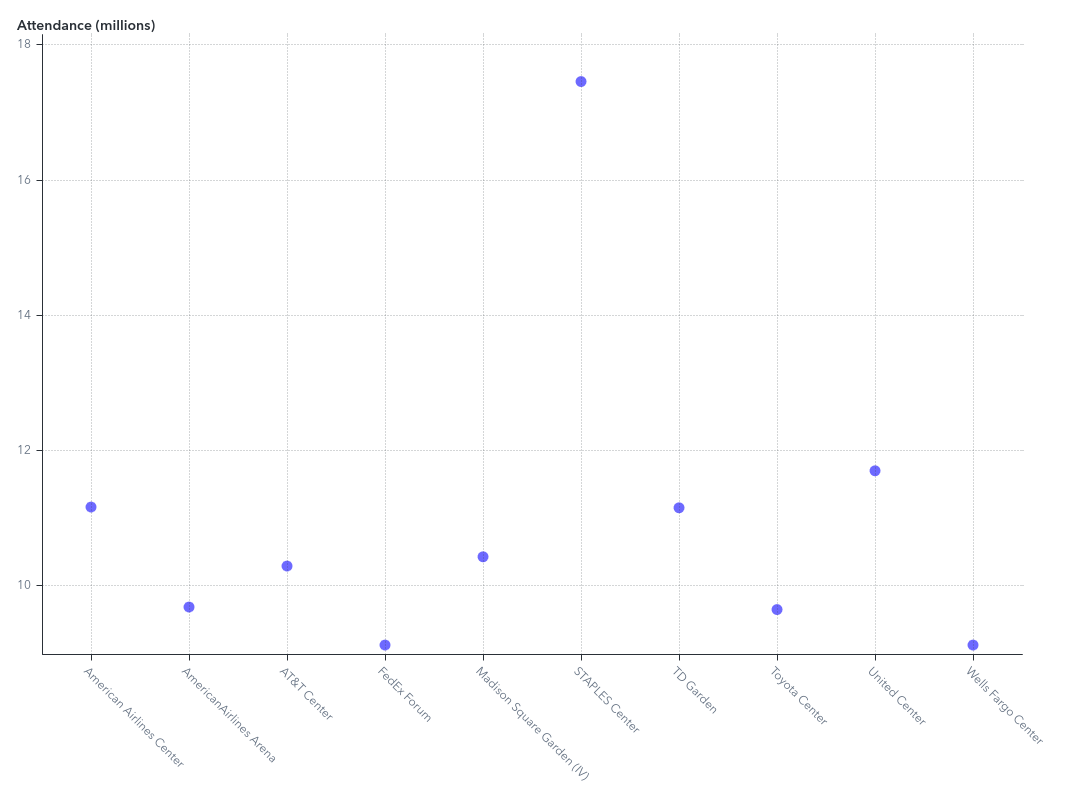 Attendance (millions)
18
16
14
12
10
American Airlines Center
AmericanAirlines Arena
AT&T Center
FedEx Forum
Madison Square Garden (IV)
STAPLES Center
TD Garden
Toyota Center
United Center
Wells Fargo Center